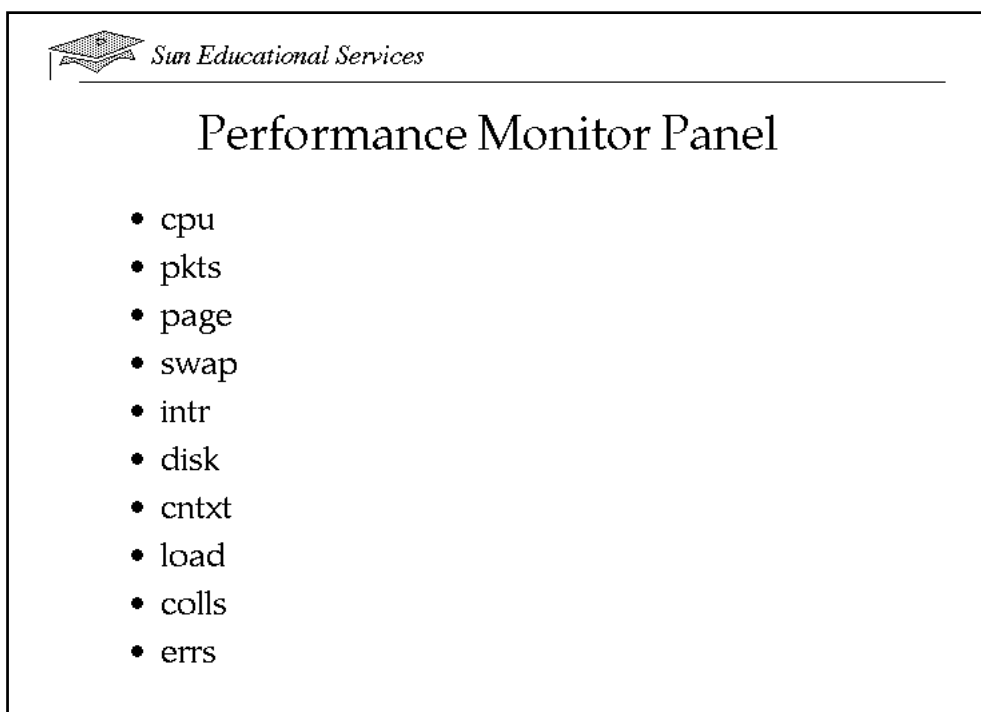 Sun Educational Services
Performance Monitor Panel
• cpu
• pkts
• page
• swap
• intr
• disk
• cntxt
• load
• colls
• errs